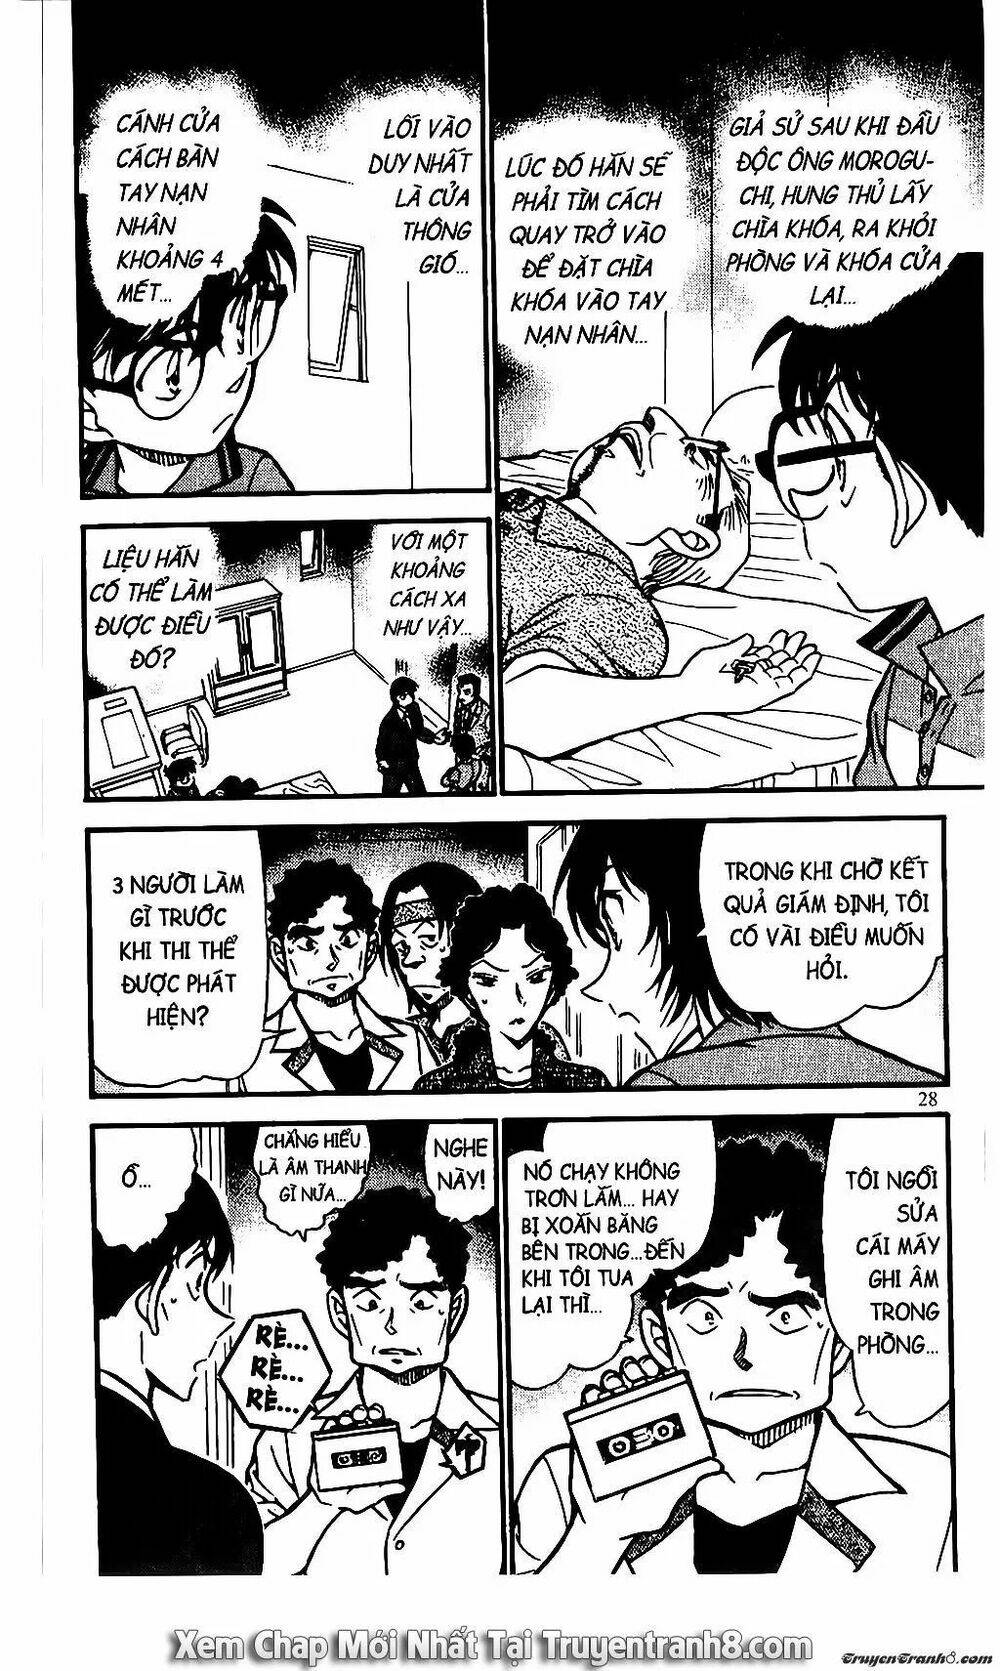 GIẢ SỬ SAU KHI ĐẦU
ĐỘC ÔNG MOROGU-
CHI, HUNG THỦ LẤY
CHÌA KHÓA, RA KHỎI
PHÒNG VÀ KHÓA CỬA
LẠI...
LÚC ĐÓ HẮN SẼ
PHẢI TÌM CÁCH
QUAY TRỞ VÀO
ĐỂ ĐẶT CHÌA
KHÓA VÀO TAY
NẠN NHÂN...
LỐI VÀO
DUY NHẤT
LÀ CỬA
THÔNG
GIÓ...
CÁNH CỬA
CÁCH BÀN
TAY NẠN
NHÂN
KHOẢNG 4
MÉT...
VỚI MỘT
KHOẢNG
CÁCH XA
NHƯ VẬY...
LIỆU HẮN
CÓ THỂ LÀM
ĐƯỢC ĐIỀU
ĐÓ?
TRONG KHI CHỜ KẾT
QUẢ GIÁM ĐỊNH, TÔI
CÓ VÀI ĐIỀU MUỐN
HỎI.
3 NGƯỜI LÀM
GÌ TRƯỚC
KHI THI THỂ
ĐƯỢC PHÁT
HIỆN?
28
TÔI NGỒI
SỬA
CÁI MÁY
GHI ÂM
TRONG
PHÒNG...
NÓ CHẠY KHÔNG
TRƠN LẮM... HAY
BỊ XOẮN BĂNG
BÊN TRONG...ĐẾN
KHI TÔI TUA
LẠI THÌ...
NGHE
NÀY!
CHẲNG HIỂU
LÀ ÂM THANH
GÌ NỮA...
RÈ...
RÈ...
RÈ...
Ồ...
Xem Chap Mới Nhất Tại Truyentranh8.com
TruyenTranh8.com